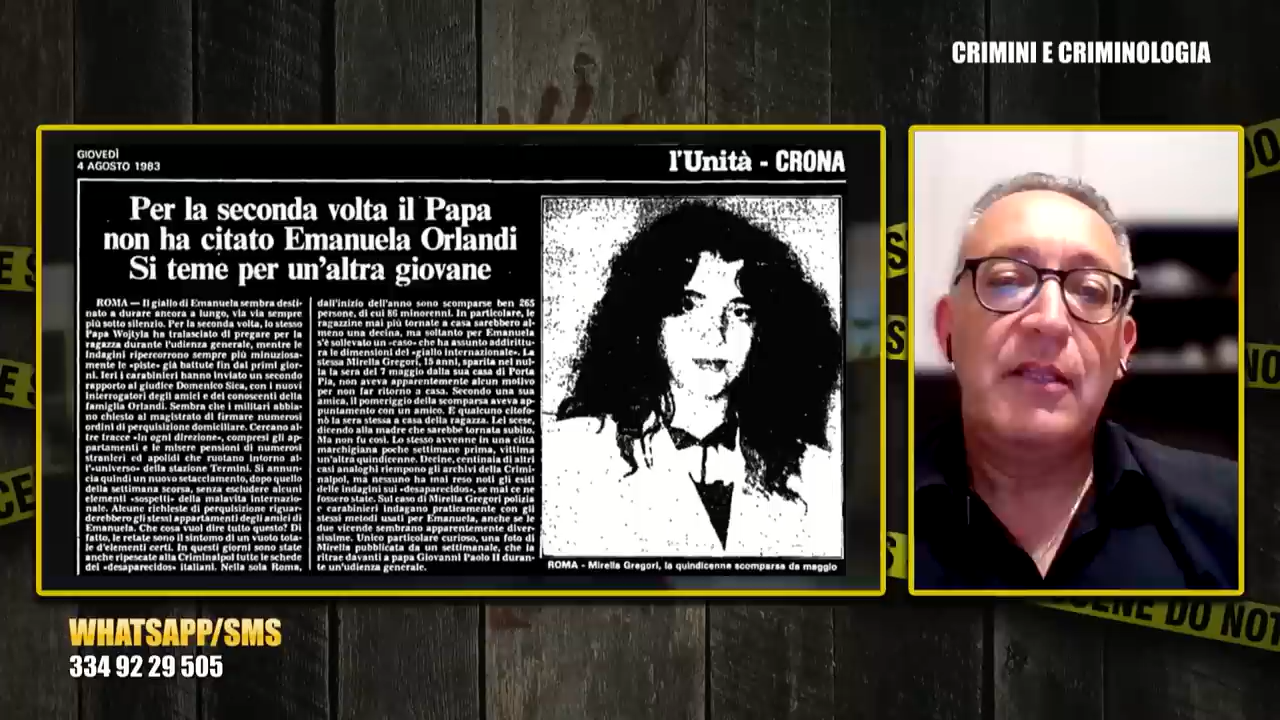 CRIMINI E CRIMINOLOGIA
GIOVEDÌ
4 AGOSTO 1983
l'Unità - CRONA
Per la seconda volta il Papa
non ha citato Emanuela Orlandi
Si teme per un'altra giovane
ROMA — Il giallo di Emanuela sembra desti-
nato a durare ancora a lungo, via via sempre
più sotto silenzio. Per la seconda volta, lo stesso
Papa Wojtyla ha tralasciato di pregare per la
ragazza durante l'udienza generale, mentre le
indagini ripercorrono sempre più minuziosa-
mente le «piste» già battute fin dai primi gior-
ni. Ieri i carabinieri hanno inviato un secondo
rapporto al giudice Domenico Sica, con i nuovi
interrogatori degli amici e dei conoscenti della
famiglia Orlandi. Sembra che i militari abbia-
no chiesto al magistrato di firmare numerosi
ordini di perquisizione domiciliare. Cercano al-
tre tracce «in ogni direzione», compresi gli ap-
partamenti e le misere pensioni di numerosi
stranieri ed apolidi che ruotano intorno al-
l'«universo» della stazione Termini. Si annun-
cia quindi un nuovo setacciamento, dopo quello
della settimana scorsa, senza escludere alcuni
elementi «sospetti» della malavita internazio-
nale. Alcune richieste di perquisizione riguar-
derebbero gli stessi appartamenti degli amici di
Emanuela. Che cosa vuol dire tutto questo? Di
fatto, le retate sono il sintomo di un vuoto tota-
le d'elementi certi. In questi giorni sono state
anche ripescate alla Criminalpol tutte le schede
dei «desaparecidos» italiani. Nella sola Roma,
dall'inizio dell'anno sono scomparse ben 265
persone, di cui 86 minorenni. In particolare, le
ragazzine mai più tornate a casa sarebbero al-
meno una decina, ma soltanto per Emanuela
s'è sollevato un «caso» che ha assunto addirittu-
ra le dimensioni del «giallo internazionale». La
stessa Mirella Gregori, 15 anni, sparita nel nul-
la la sera del 7 maggio dalla sua casa di Porta
Pia, non aveva apparentemente alcun motivo
per non far ritorno a casa. Secondo una sua
amica, il pomeriggio della scomparsa aveva ap-
puntamento con un amico. E qualcuno citofo-
nò la sera stessa a casa della ragazza. Lei scese,
dicendo alla madre che sarebbe tornata subito.
Ma non fu così. Lo stesso avvenne in una città
marchigiana poche settimane prima, vittima
un'altra quindicenne. Decine, centinaia di altri
casi analoghi riempono gli archivi della Crimi-
nalpol, ma nessuno ha mai reso noti gli esiti
delle indagini sui «desaparecidos», se mai ce ne
fossero state. Sul caso di Mirella Gregori polizia
e carabinieri indagano praticamente con gli
stessi metodi usati per Emanuela, anche se le
due vicende sembrano apparentemente diver-
sissime. Unico particolare curioso, una foto di
Mirella pubblicata da un settimanale, che la
ritrae davanti a papa Giovanni Paolo II duran-
te un'udienza generale.
ROMA - Mirella Gregori, la quindicenne scomparsa da maggio
WHATSAPP/SMS
334 92 29 505
SCENE DO NOT